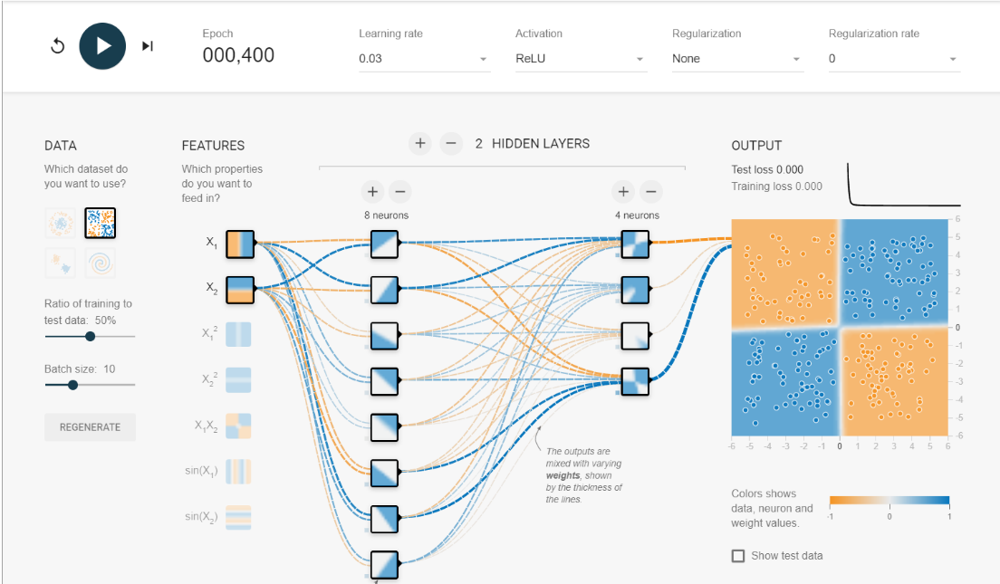 Epoch
000,400
Learning rate
0.03
Activation
ReLU
Regularization
None
Regularization rate
0
DATA
Which dataset do
you want to use?
Ratio of training to
test data: 50%
Batch size: 10
REGENERATE
FEATURES
Which properties
do you want to
feed in?
X₁
X₂
X₁²
X₂²
X₁X₂
sin(X₁)
sin(X₂)
+ − 2 HIDDEN LAYERS
+ −
8 neurons
+ −
4 neurons
The outputs are
mixed with varying
weights, shown
by the thickness of
the lines.
OUTPUT
Test loss 0.000
Training loss 0.000
6
5
4
3
2
1
0
-1
-2
-3
-4
-5
-6
-6 -5 -4 -3 -2 -1 0 1 2 3 4 5 6
Colors shows
data, neuron and
weight values.
-1 0 1
Show test data